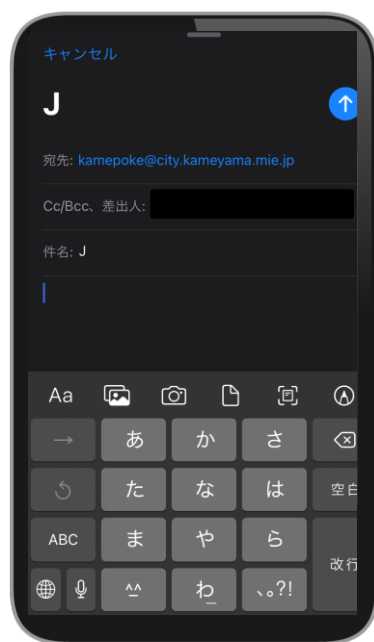 キャンセル
J
宛先: kamepoke@city.kameyama.mie.jp
Cc/Bcc、差出人:
件名: J
Aa
→ あ か さ
た な は 空白
ABC ま や ら
改行
^^ わ_ 、。?!